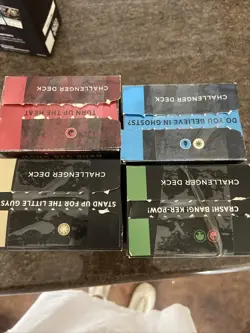 CHALLENGER DECK
TURN UP THE HEAT
CHALLENGER DECK
DO YOU BELIEVE IN GHOSTS?
CHALLENGER DECK
STAND UP FOR THE LITTLE GUYS
CHALLENGER DECK
CRASH! BANG! KER-POW!